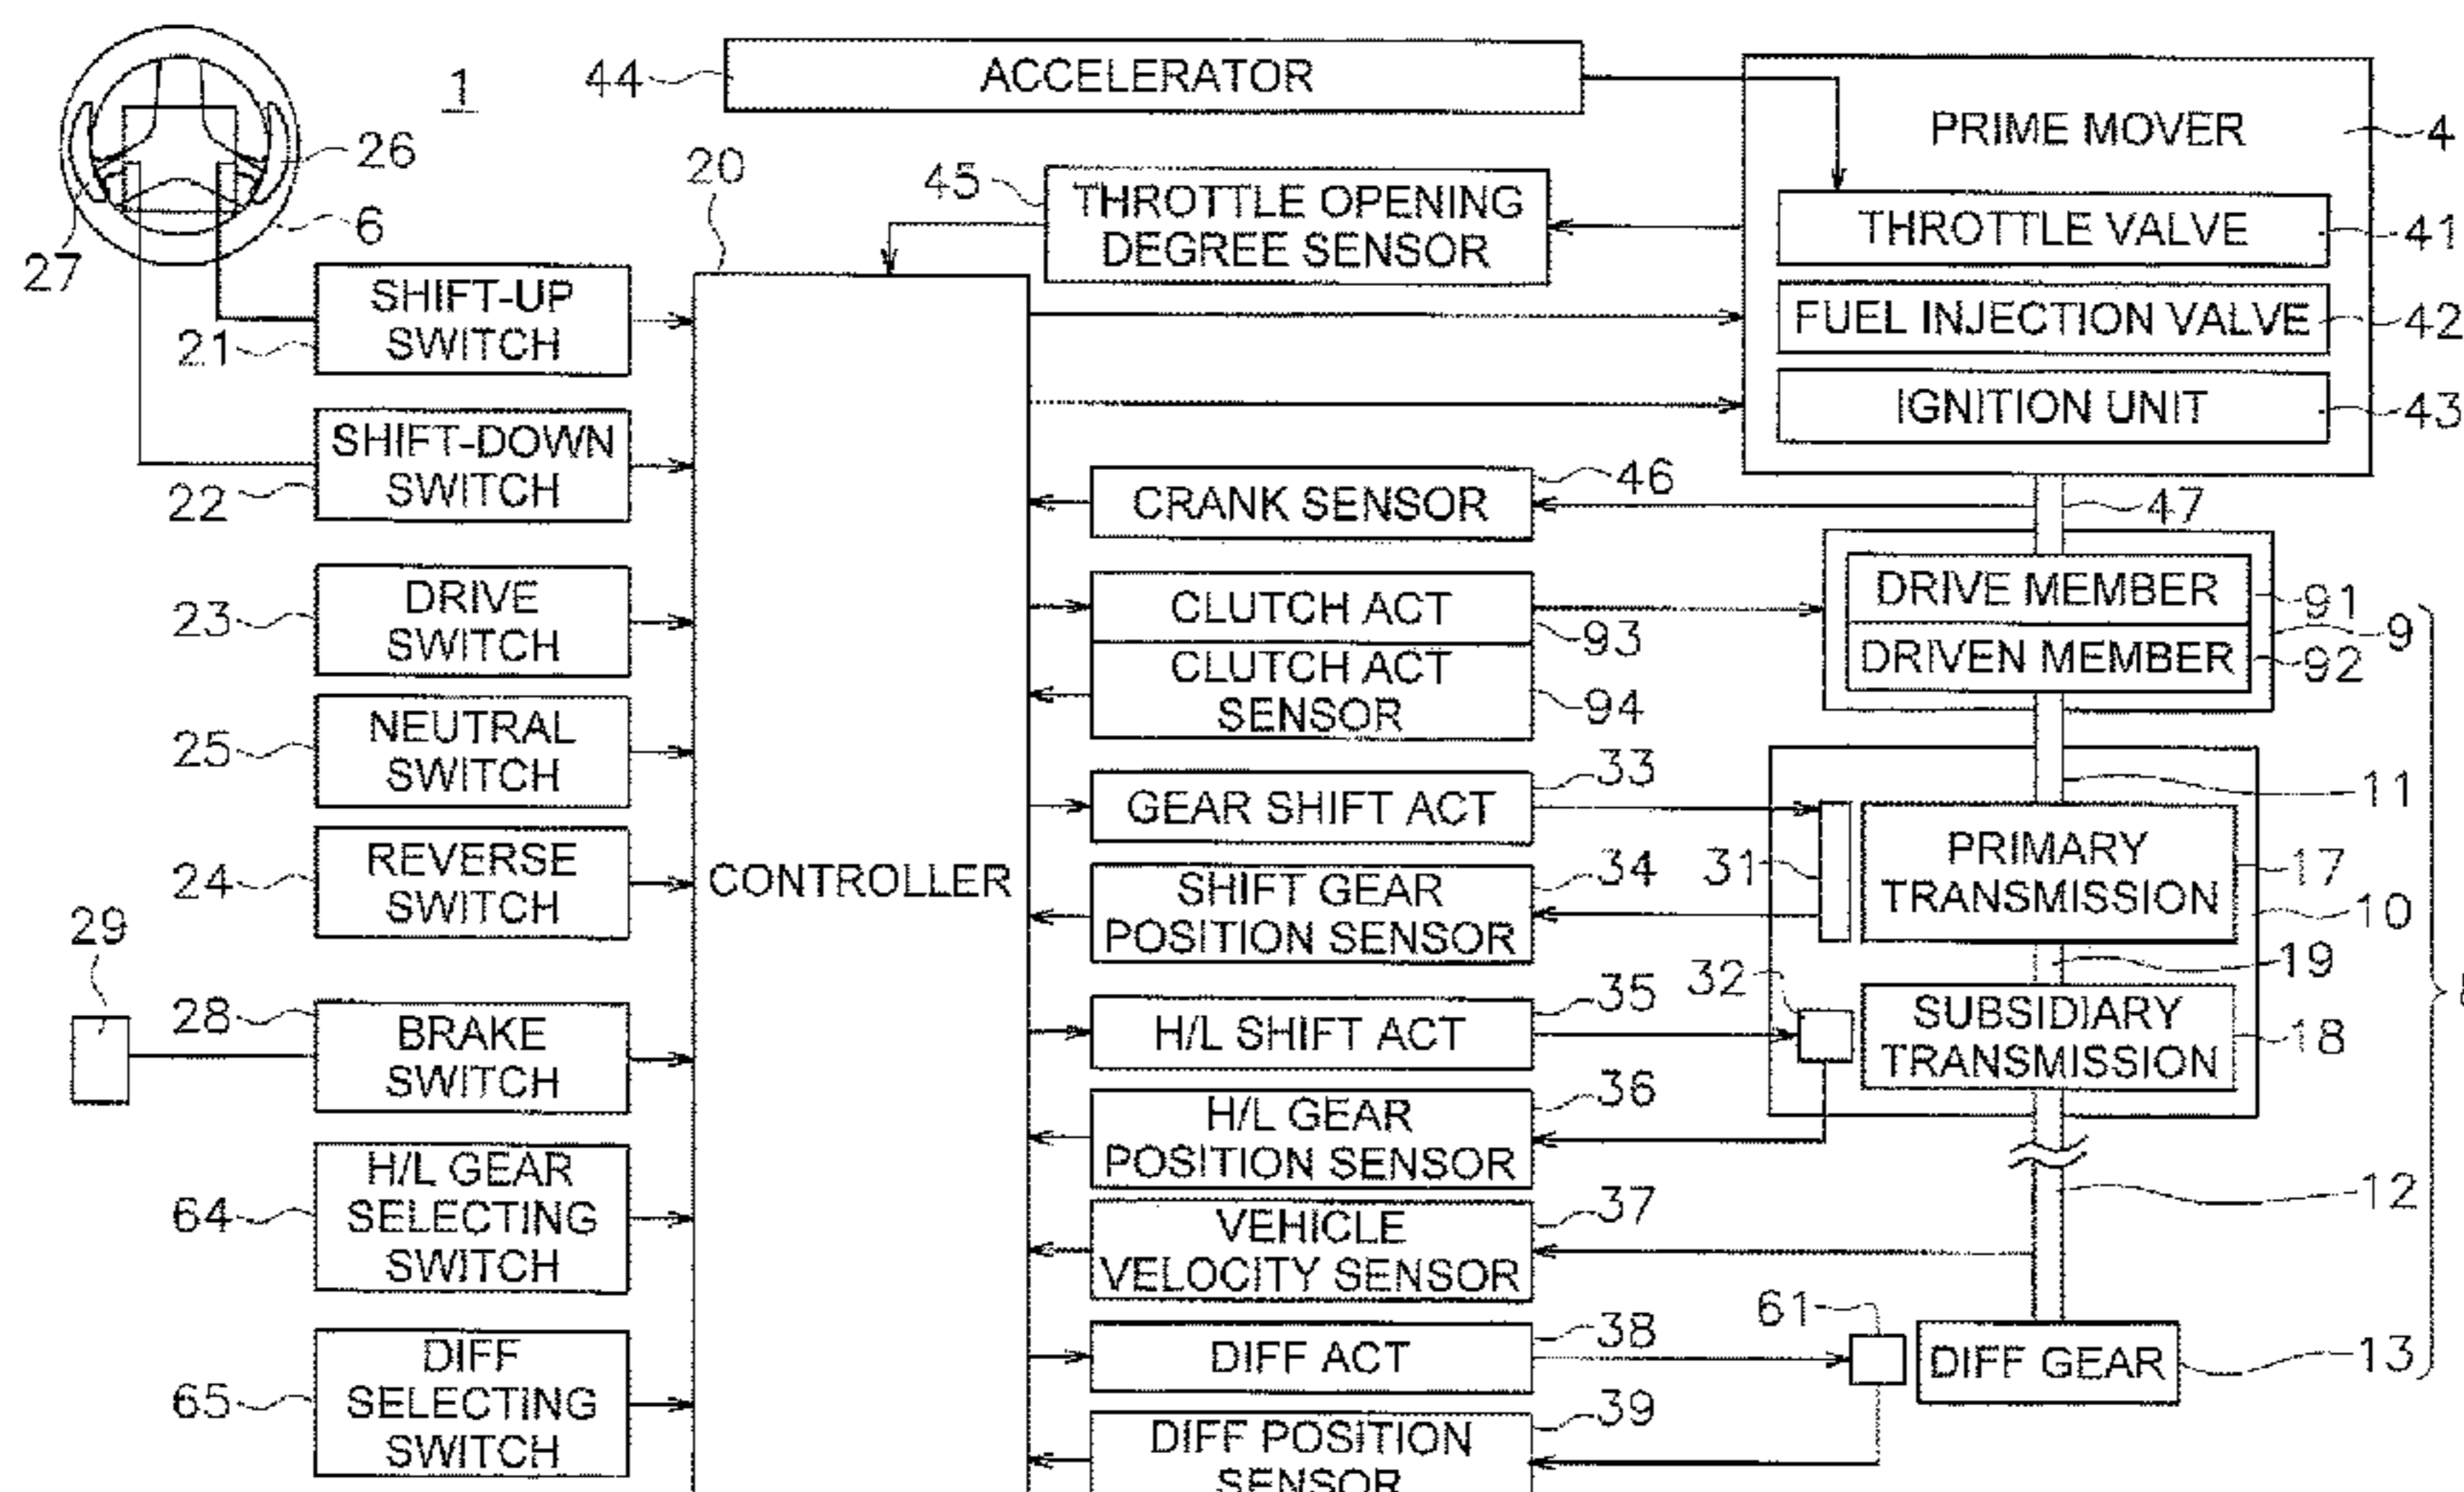 1
26
6
27
44
ACCELERATOR
PRIME MOVER
4
20
45
THROTTLE OPENING
DEGREE SENSOR
THROTTLE VALVE
41
FUEL INJECTION VALVE
42
IGNITION UNIT
43
SHIFT-UP
SWITCH
21
SHIFT-DOWN
SWITCH
22
DRIVE
SWITCH
23
NEUTRAL
SWITCH
25
REVERSE
SWITCH
24
29
28
BRAKE
SWITCH
H/L GEAR
SELECTING
SWITCH
64
DIFF
SELECTING
SWITCH
65
CONTROLLER
CRANK SENSOR
46
47
CLUTCH ACT
93
CLUTCH ACT
SENSOR
94
DRIVE MEMBER
91
9
DRIVEN MEMBER
92
GEAR SHIFT ACT
33
11
SHIFT GEAR
POSITION SENSOR
34
31
PRIMARY
TRANSMISSION
17
10
19
H/L SHIFT ACT
35
32
SUBSIDIARY
TRANSMISSION
18
H/L GEAR
POSITION SENSOR
36
12
VEHICLE
VELOCITY SENSOR
37
DIFF ACT
38
61
DIFF GEAR
13
DIFF POSITION
SENSOR
39